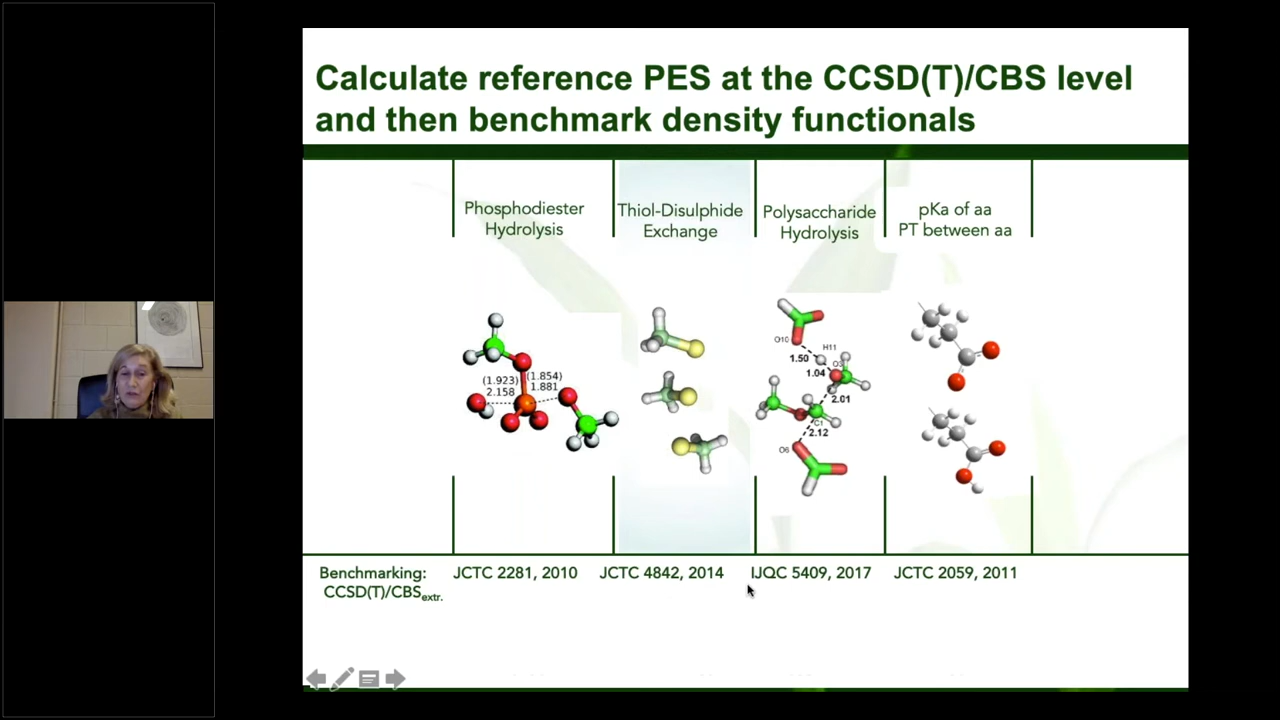 Calculate reference PES at the CCSD(T)/CBS level
and then benchmark density functionals
Phosphodiester
Hydrolysis
Thiol-Disulphide
Exchange
Polysaccharide
Hydrolysis
pKa of aa
PT between aa
(1.923)
2.158
(1.854)
1.881
O10
H11
1.50
O3
1.04
2.01
C1
2.12
O6
Benchmarking:
CCSD(T)/CBSextr.
JCTC 2281, 2010
JCTC 4842, 2014
IJQC 5409, 2017
JCTC 2059, 2011